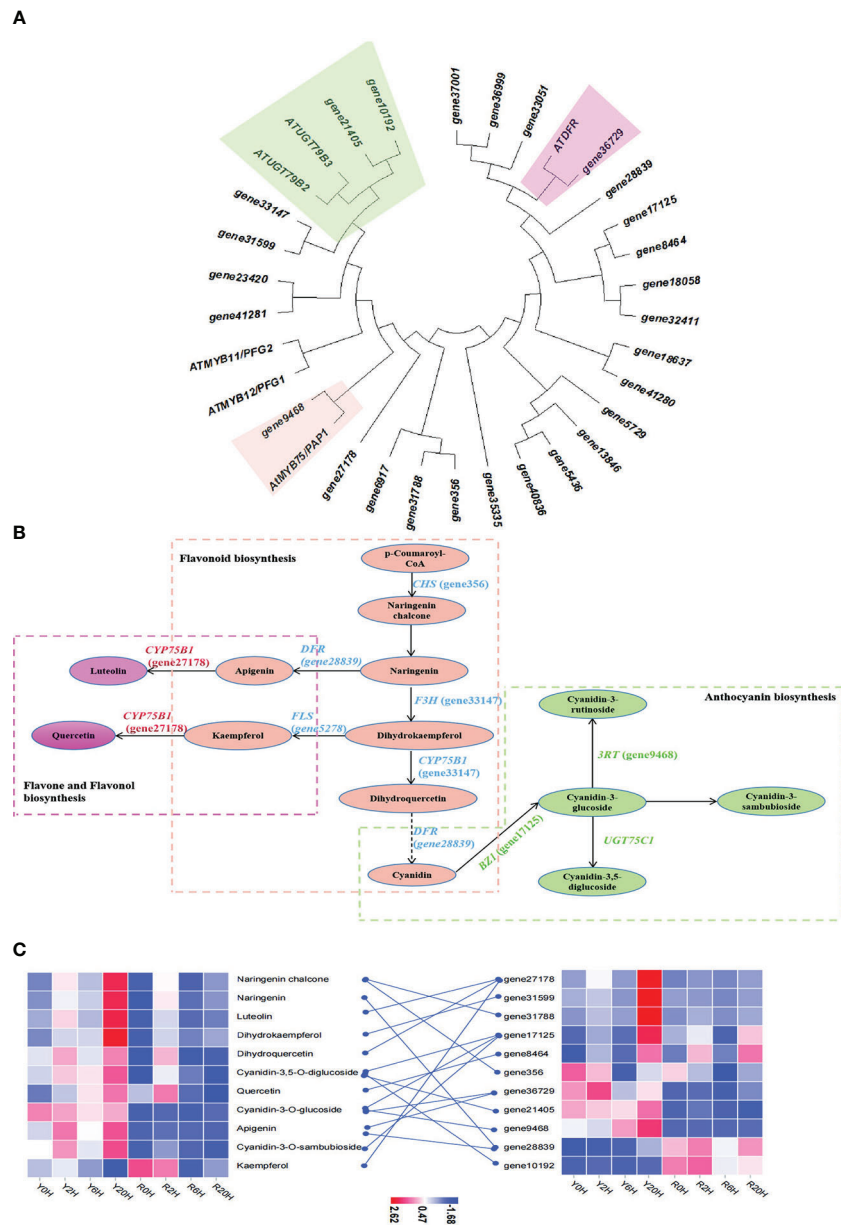 A
gene37001
gene36999
gene33051
ATDFR
gene36729
gene28839
gene17125
gene8464
gene18058
gene32411
gene18637
gene41280
gene5729
gene13846
gene5436
gene40836
gene35335
gene356
gene31788
gene6917
gene27178
AtMYB75/PAP1
gene9468
ATMYB12/PFG1
ATMYB11/PFG2
gene41281
gene23420
gene31599
gene33147
ATUGT79B2
ATUGT79B3
gene21405
gene10192
B
Flavonoid biosynthesis
p-Coumaroyl-
CoA
CHS (gene356)
Naringenin
chalcone
Luteolin
CYP75B1
(gene27178)
Apigenin
DFR
(gene28839)
Naringenin
F3H (gene33147)
Quercetin
CYP75B1
(gene27178)
Kaempferol
FLS
(gene5278)
Dihydrokaempferol
CYP75B1
(gene33147)
Flavone and Flavonol
biosynthesis
Dihydroquercetin
DFR
(gene28839)
Cyanidin
BZ1 (gene17125)
Anthocyanin biosynthesis
Cyanidin-3-
rutinoside
3RT (gene9468)
Cyanidin-3-
glucoside
Cyanidin-3-
sambubioside
UGT75C1
Cyanidin-3,5-
diglucoside
C
Naringenin chalcone
Naringenin
Luteolin
Dihydrokaempferol
Dihydroquercetin
Cyanidin-3,5-O-diglucoside
Quercetin
Cyanidin-3-O-glucoside
Apigenin
Cyanidin-3-O-sambubioside
Kaempferol
Y0H Y2H Y6H Y20H R0H R2H R6H R20H
gene27178
gene31599
gene31788
gene17125
gene8464
gene356
gene36729
gene21405
gene9468
gene28839
gene10192
Y0H Y2H Y6H Y20H R0H R2H R6H R20H
2.62 0.47 -1.68